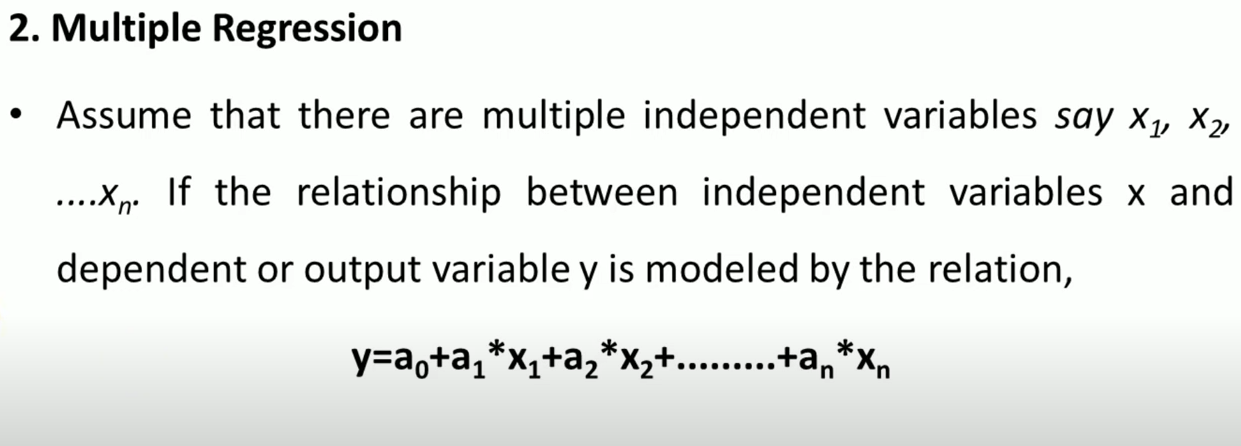 2. Multiple Regression
• Assume that there are multiple independent variables say x₁, x₂,
....xₙ. If the relationship between independent variables x and
dependent or output variable y is modeled by the relation,
y=a₀+a₁*x₁+a₂*x₂+.........+aₙ*xₙ